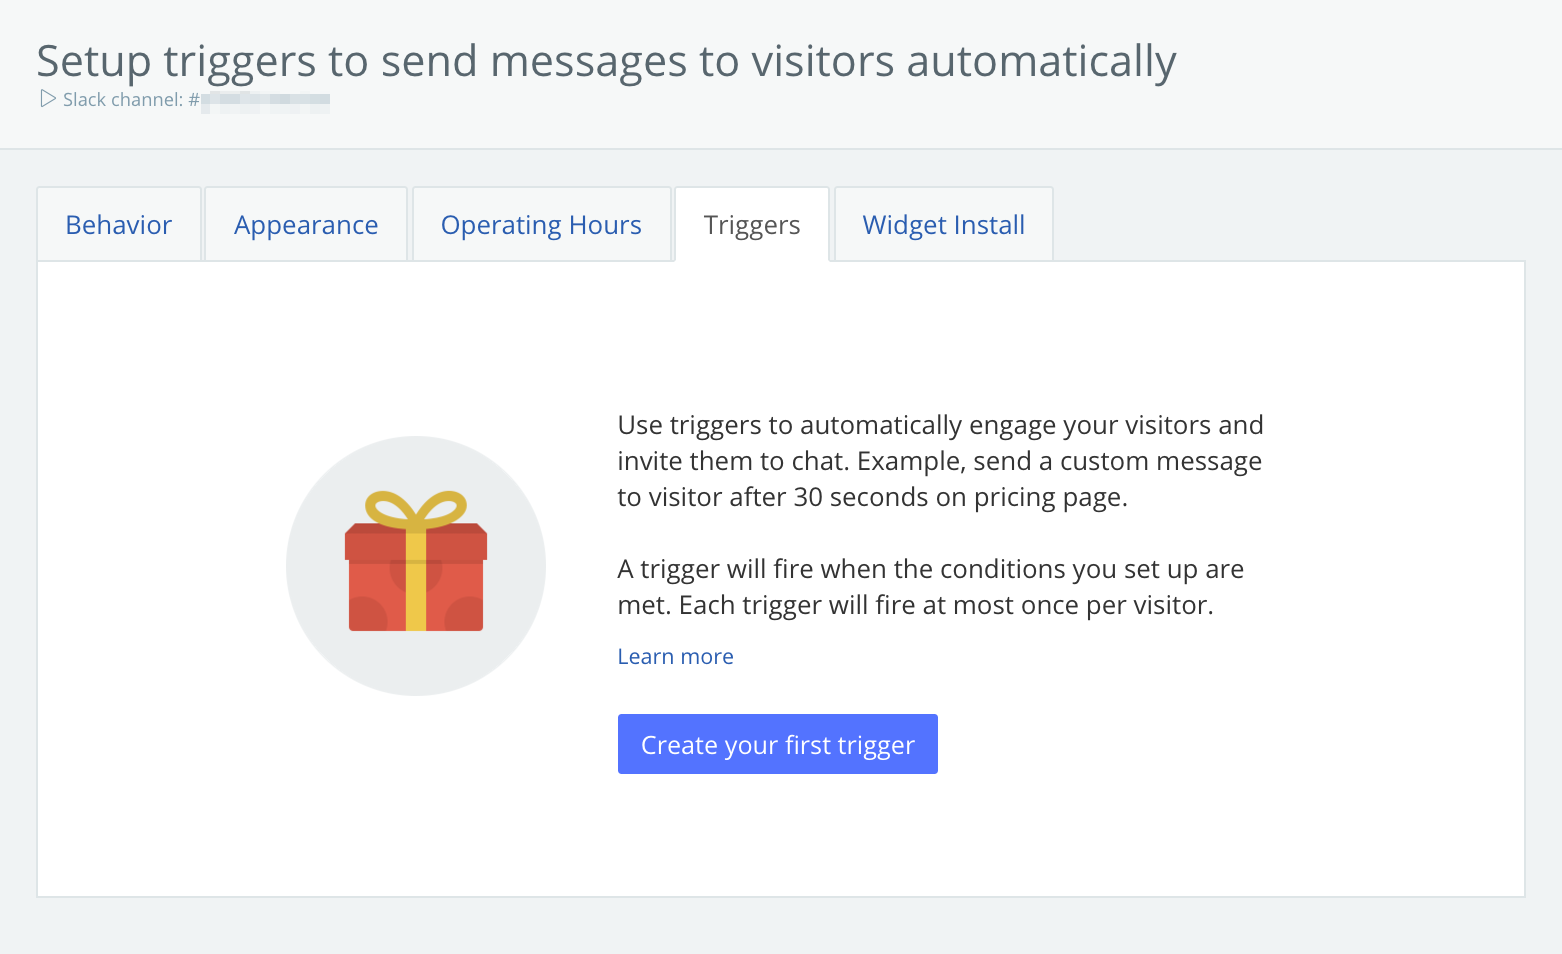 Setup triggers to send messages to visitors automatically
Slack channel: #
Behavior
Appearance
Operating Hours
Triggers
Widget Install
Use triggers to automatically engage your visitors and
invite them to chat. Example, send a custom message
to visitor after 30 seconds on pricing page.
A trigger will fire when the conditions you set up are
met. Each trigger will fire at most once per visitor.
Learn more
Create your first trigger